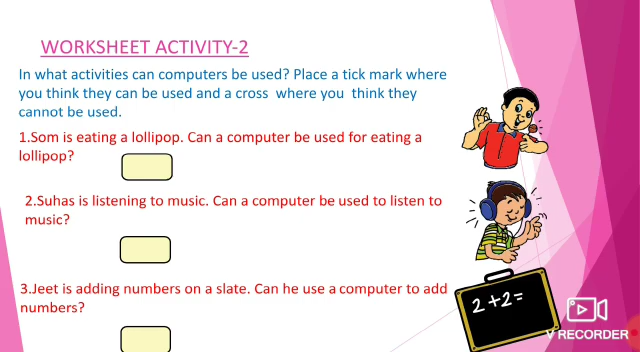 WORKSHEET ACTIVITY-2
In what activities can computers be used? Place a tick mark where
you think they can be used and a cross where you think they
cannot be used.
1.Som is eating a lollipop. Can a computer be used for eating a
lollipop?
2.Suhas is listening to music. Can a computer be used to listen to
music?
3.Jeet is adding numbers on a slate. Can he use a computer to add
numbers?
2+2=
V RECORDER